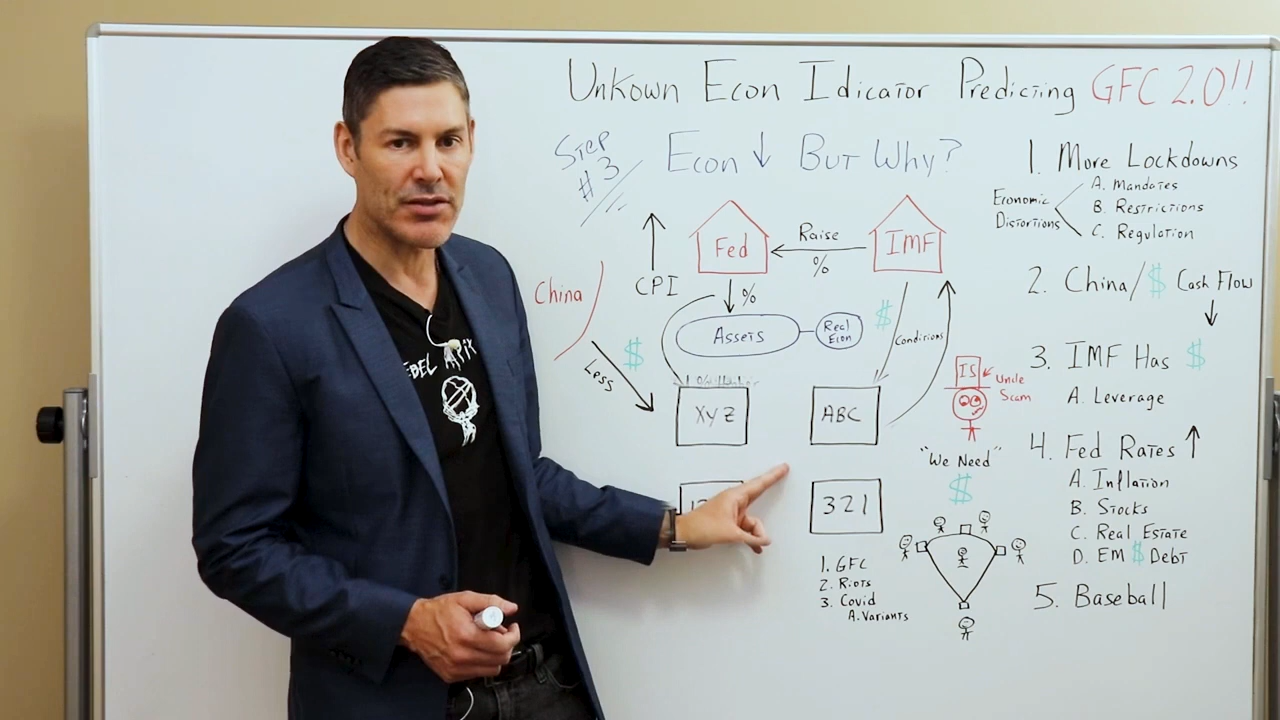 Unkown Econ Idicator Predicting GFC 2.0!!
Step #3
Econ ↓ But Why?
China
Less
$
CPI
Fed
Raise
%
IMF
%
Assets
Real Econ
$
Conditions
XYZ
ABC
321
1. GFC
2. Riots
3. Covid
A. Variants
IS
Uncle Scam
"We Need"
$
1. More Lockdowns
Economic Distortions
A. Mandates
B. Restrictions
C. Regulation
2. China/$ Cash Flow
↓
3. IMF Has $
A. Leverage
4. Fed Rates ↑
A. Inflation
B. Stocks
C. Real Estate
D. EM $ Debt
5. Baseball